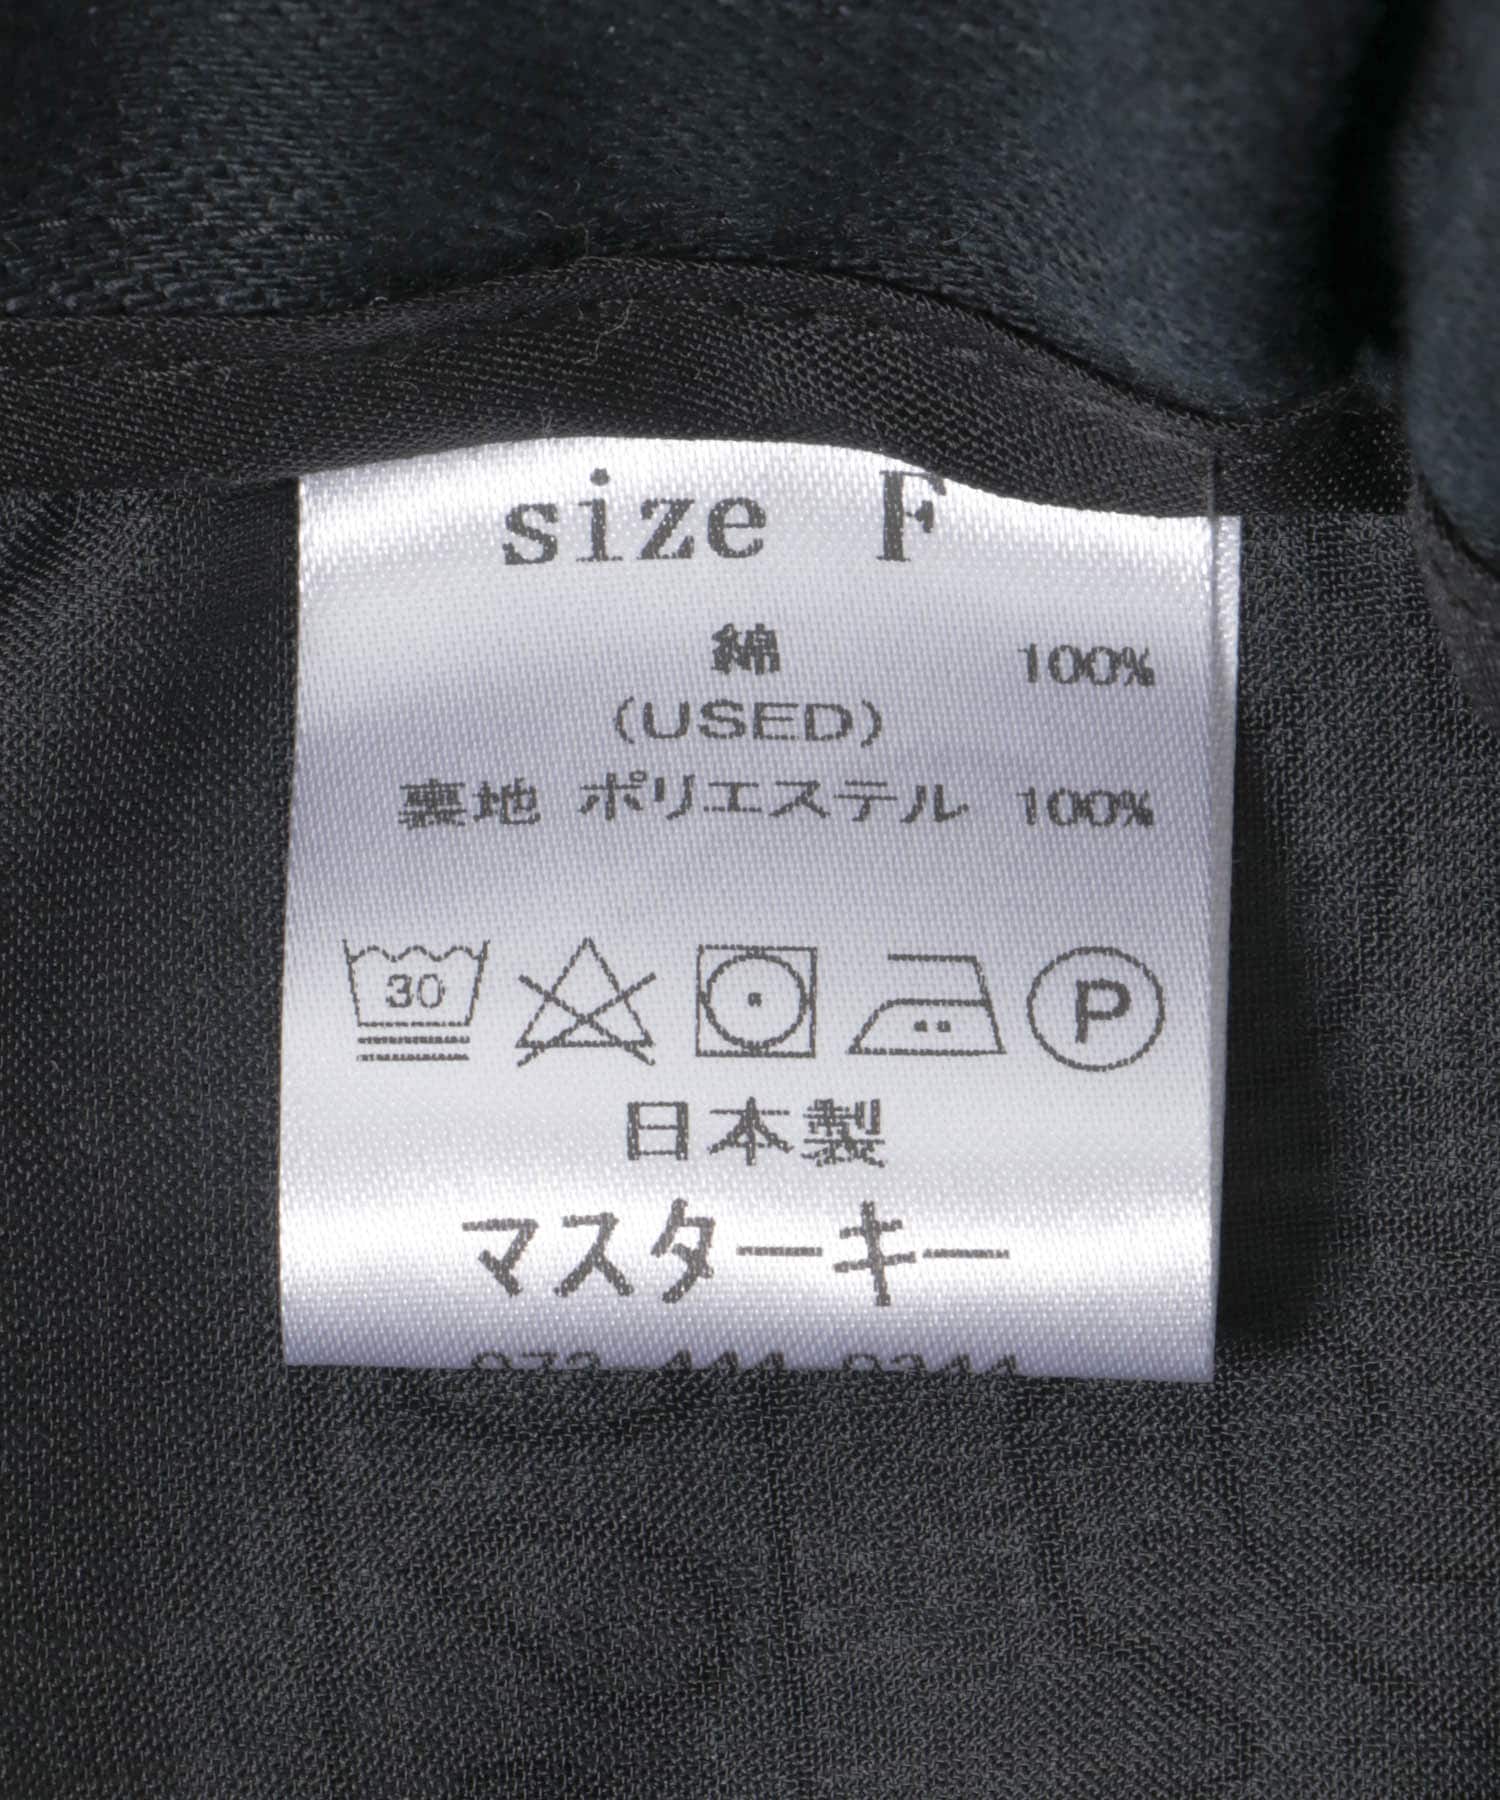 size F
綿 100%
(USED)
裏地 ポリエステル 100%
30
P
日本製
マスターキー